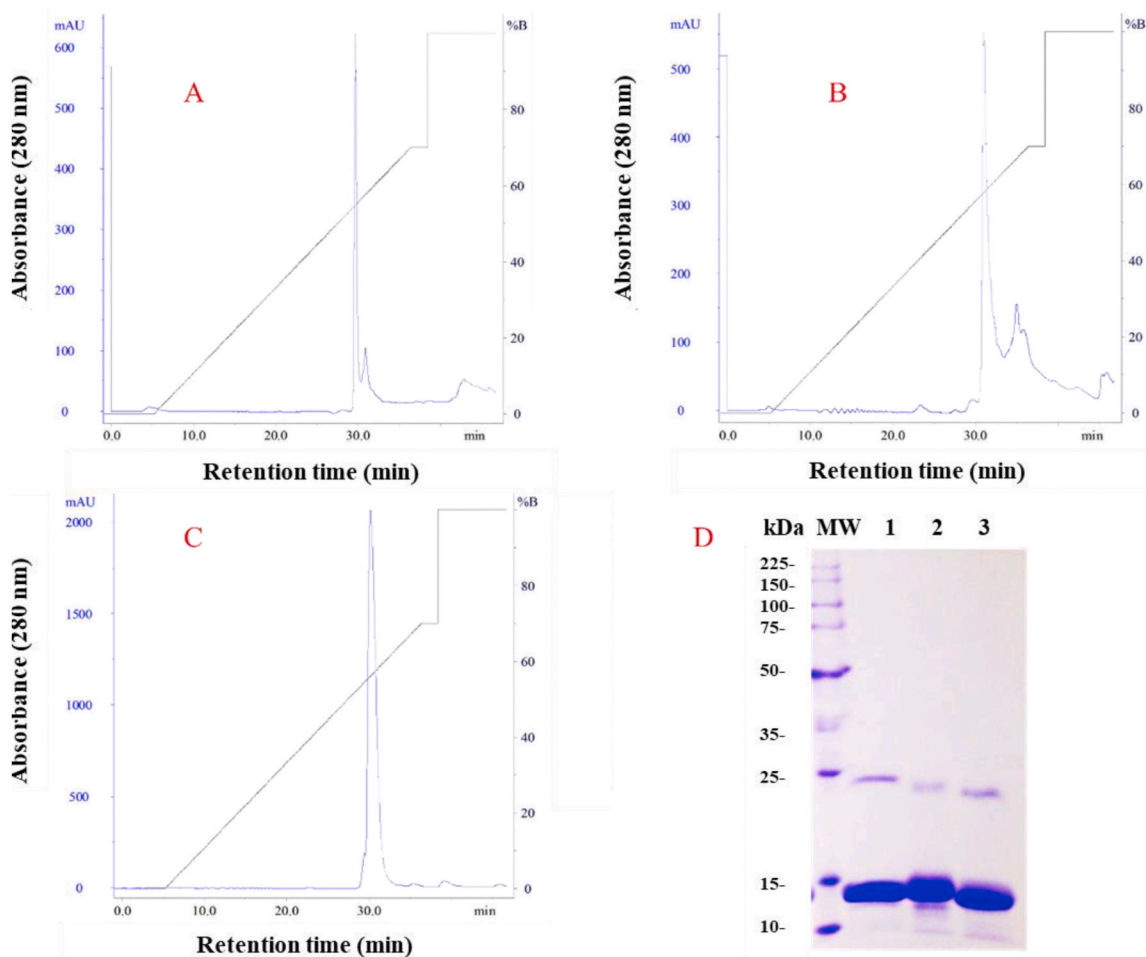 mAU
%B
600
500
400
300
200
100
0
80
60
40
20
0
A
Absorbance (280 nm)
0.0 10.0 20.0 30.0 min
Retention time (min)
mAU
%B
500
400
300
200
100
0
80
60
40
20
0
B
Absorbance (280 nm)
0.0 10.0 20.0 30.0 min
Retention time (min)
mAU
%B
2000
1500
1000
500
0
80
60
40
20
0
C
Absorbance (280 nm)
0.0 10.0 20.0 30.0 min
Retention time (min)
D
kDa MW 1 2 3
225-
150-
100-
75-
50-
35-
25-
15-
10-